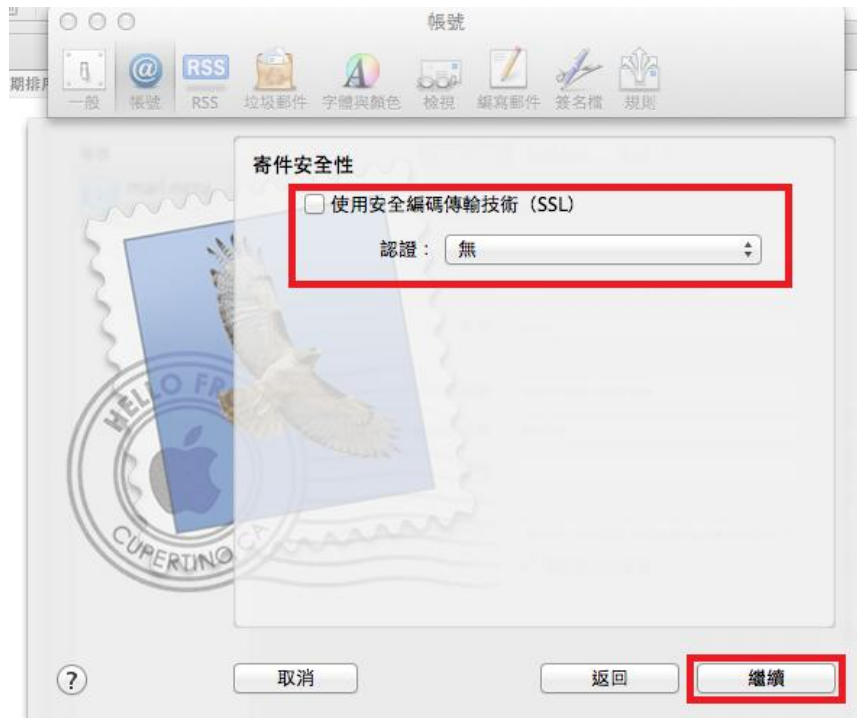 帳號
期排
@
RSS
一般 帳號 RSS 垃圾郵件 字體與顏色 檢視 編寫郵件 簽名檔 規則
寄件安全性
使用安全編碼傳輸技術（SSL）
認證： 無
HELLO FR
CUPERTINO CA
? 取消 返回 繼續